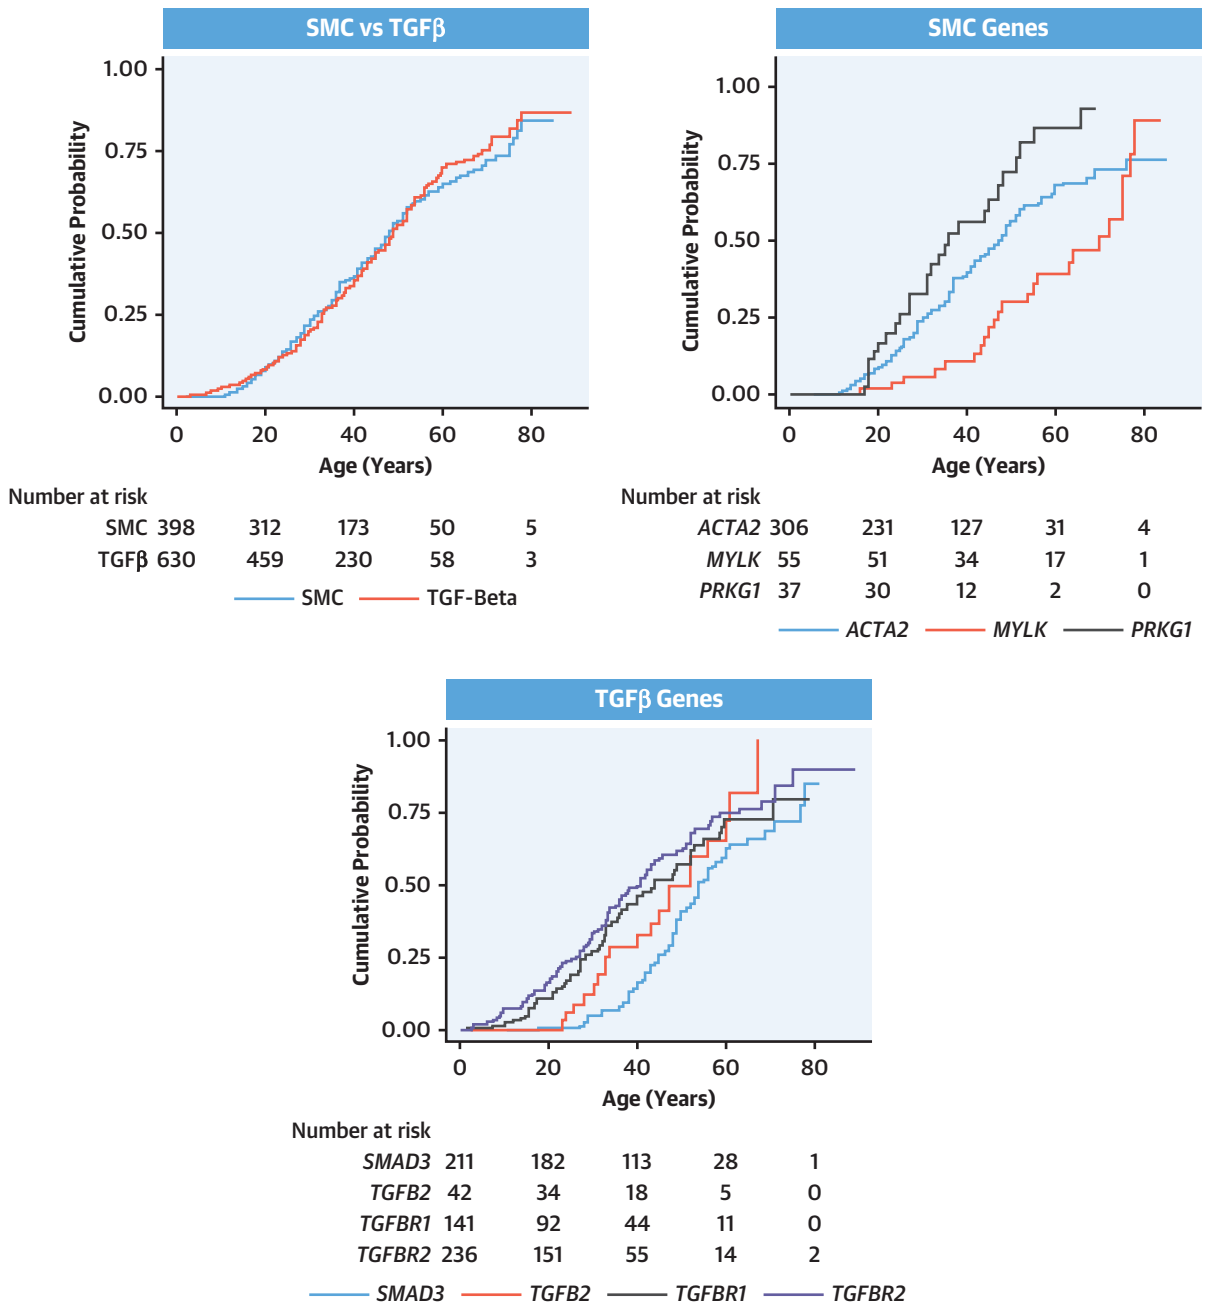 SMC vs TGFβ
Cumulative Probability
1.00
0.75
0.50
0.25
0.00
0 20 40 60 80
Age (Years)
Number at risk
SMC 398 312 173 50 5
TGFβ 630 459 230 58 3
SMC TGF-Beta
SMC Genes
Cumulative Probability
1.00
0.75
0.50
0.25
0.00
0 20 40 60 80
Age (Years)
Number at risk
ACTA2 306 231 127 31 4
MYLK 55 51 34 17 1
PRKG1 37 30 12 2 0
ACTA2 MYLK PRKG1
TGFβ Genes
Cumulative Probability
1.00
0.75
0.50
0.25
0.00
0 20 40 60 80
Age (Years)
Number at risk
SMAD3 211 182 113 28 1
TGFB2 42 34 18 5 0
TGFBR1 141 92 44 11 0
TGFBR2 236 151 55 14 2
SMAD3 TGFB2 TGFBR1 TGFBR2